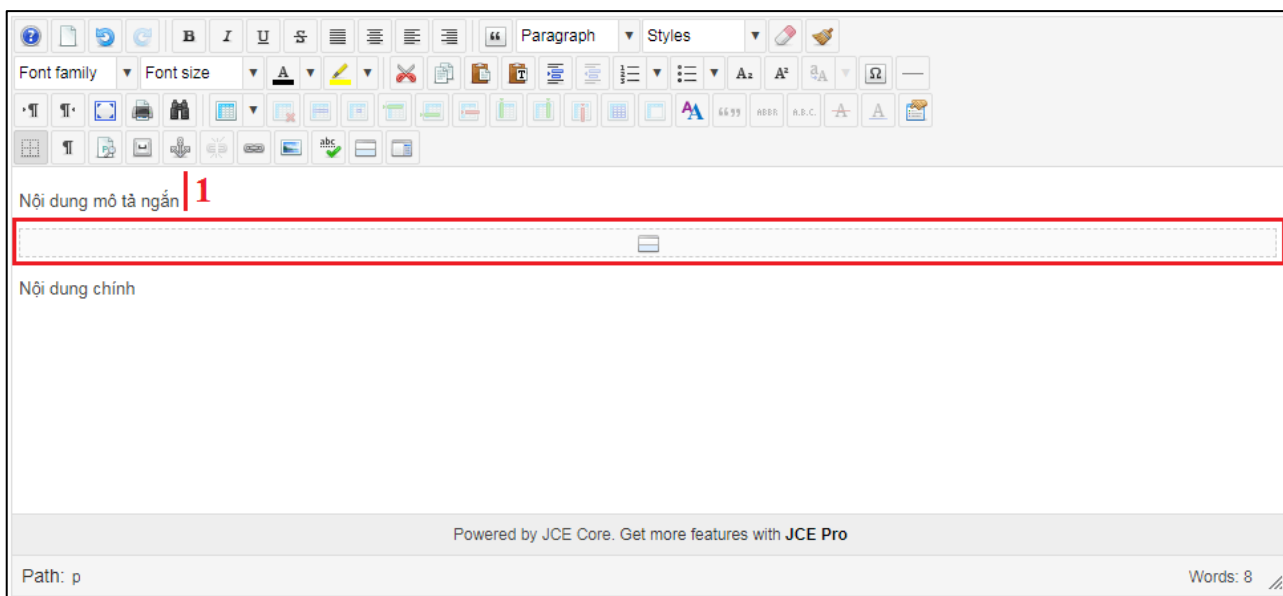 Paragraph Styles
Font family Font size
Nội dung mô tả ngắn 1
Nội dung chính
Powered by JCE Core. Get more features with JCE Pro
Path: p Words: 8